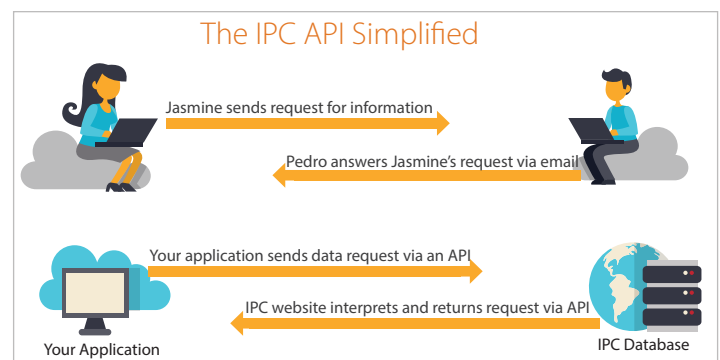 The IPC API Simplified
Jasmine sends request for information
Pedro answers Jasmine's request via email
Your application sends data request via an API
IPC website interprets and returns request via API
Your Application
IPC Database